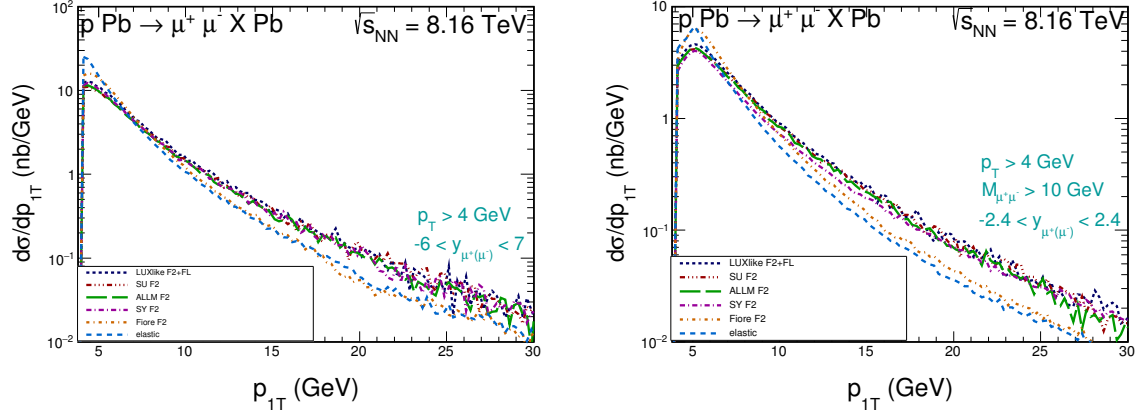 p Pb → μ⁺ μ⁻ X Pb √s_NN = 8.16 TeV
dσ/dp_1T (nb/GeV)
10²
10
1
10⁻¹
10⁻²
p_T > 4 GeV
-6 < y_μ⁺(μ⁻) < 7
LUXlike F2+FL
SU F2
ALLM F2
SY F2
Fiore F2
elastic
5 10 15 20 25 30
p_1T (GeV)
p Pb → μ⁺ μ⁻ X Pb √s_NN = 8.16 TeV
dσ/dp_1T (nb/GeV)
10
1
10⁻¹
10⁻²
p_T > 4 GeV
M_μ⁺μ⁻ > 10 GeV
-2.4 < y_μ⁺(μ⁻) < 2.4
LUXlike F2+FL
SU F2
ALLM F2
SY F2
Fiore F2
elastic
5 10 15 20 25 30
p_1T (GeV)